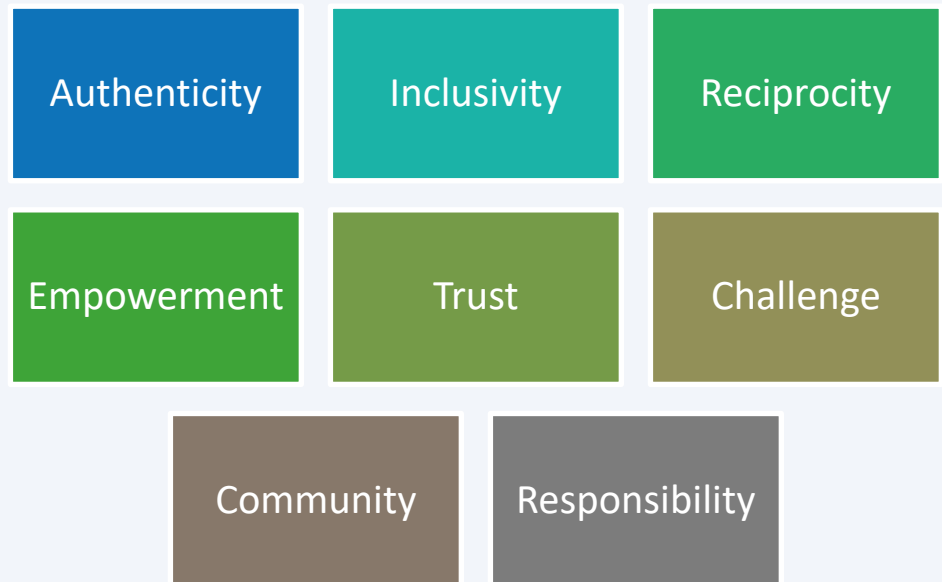 Authenticity
Inclusivity
Reciprocity
Empowerment
Trust
Challenge
Community
Responsibility